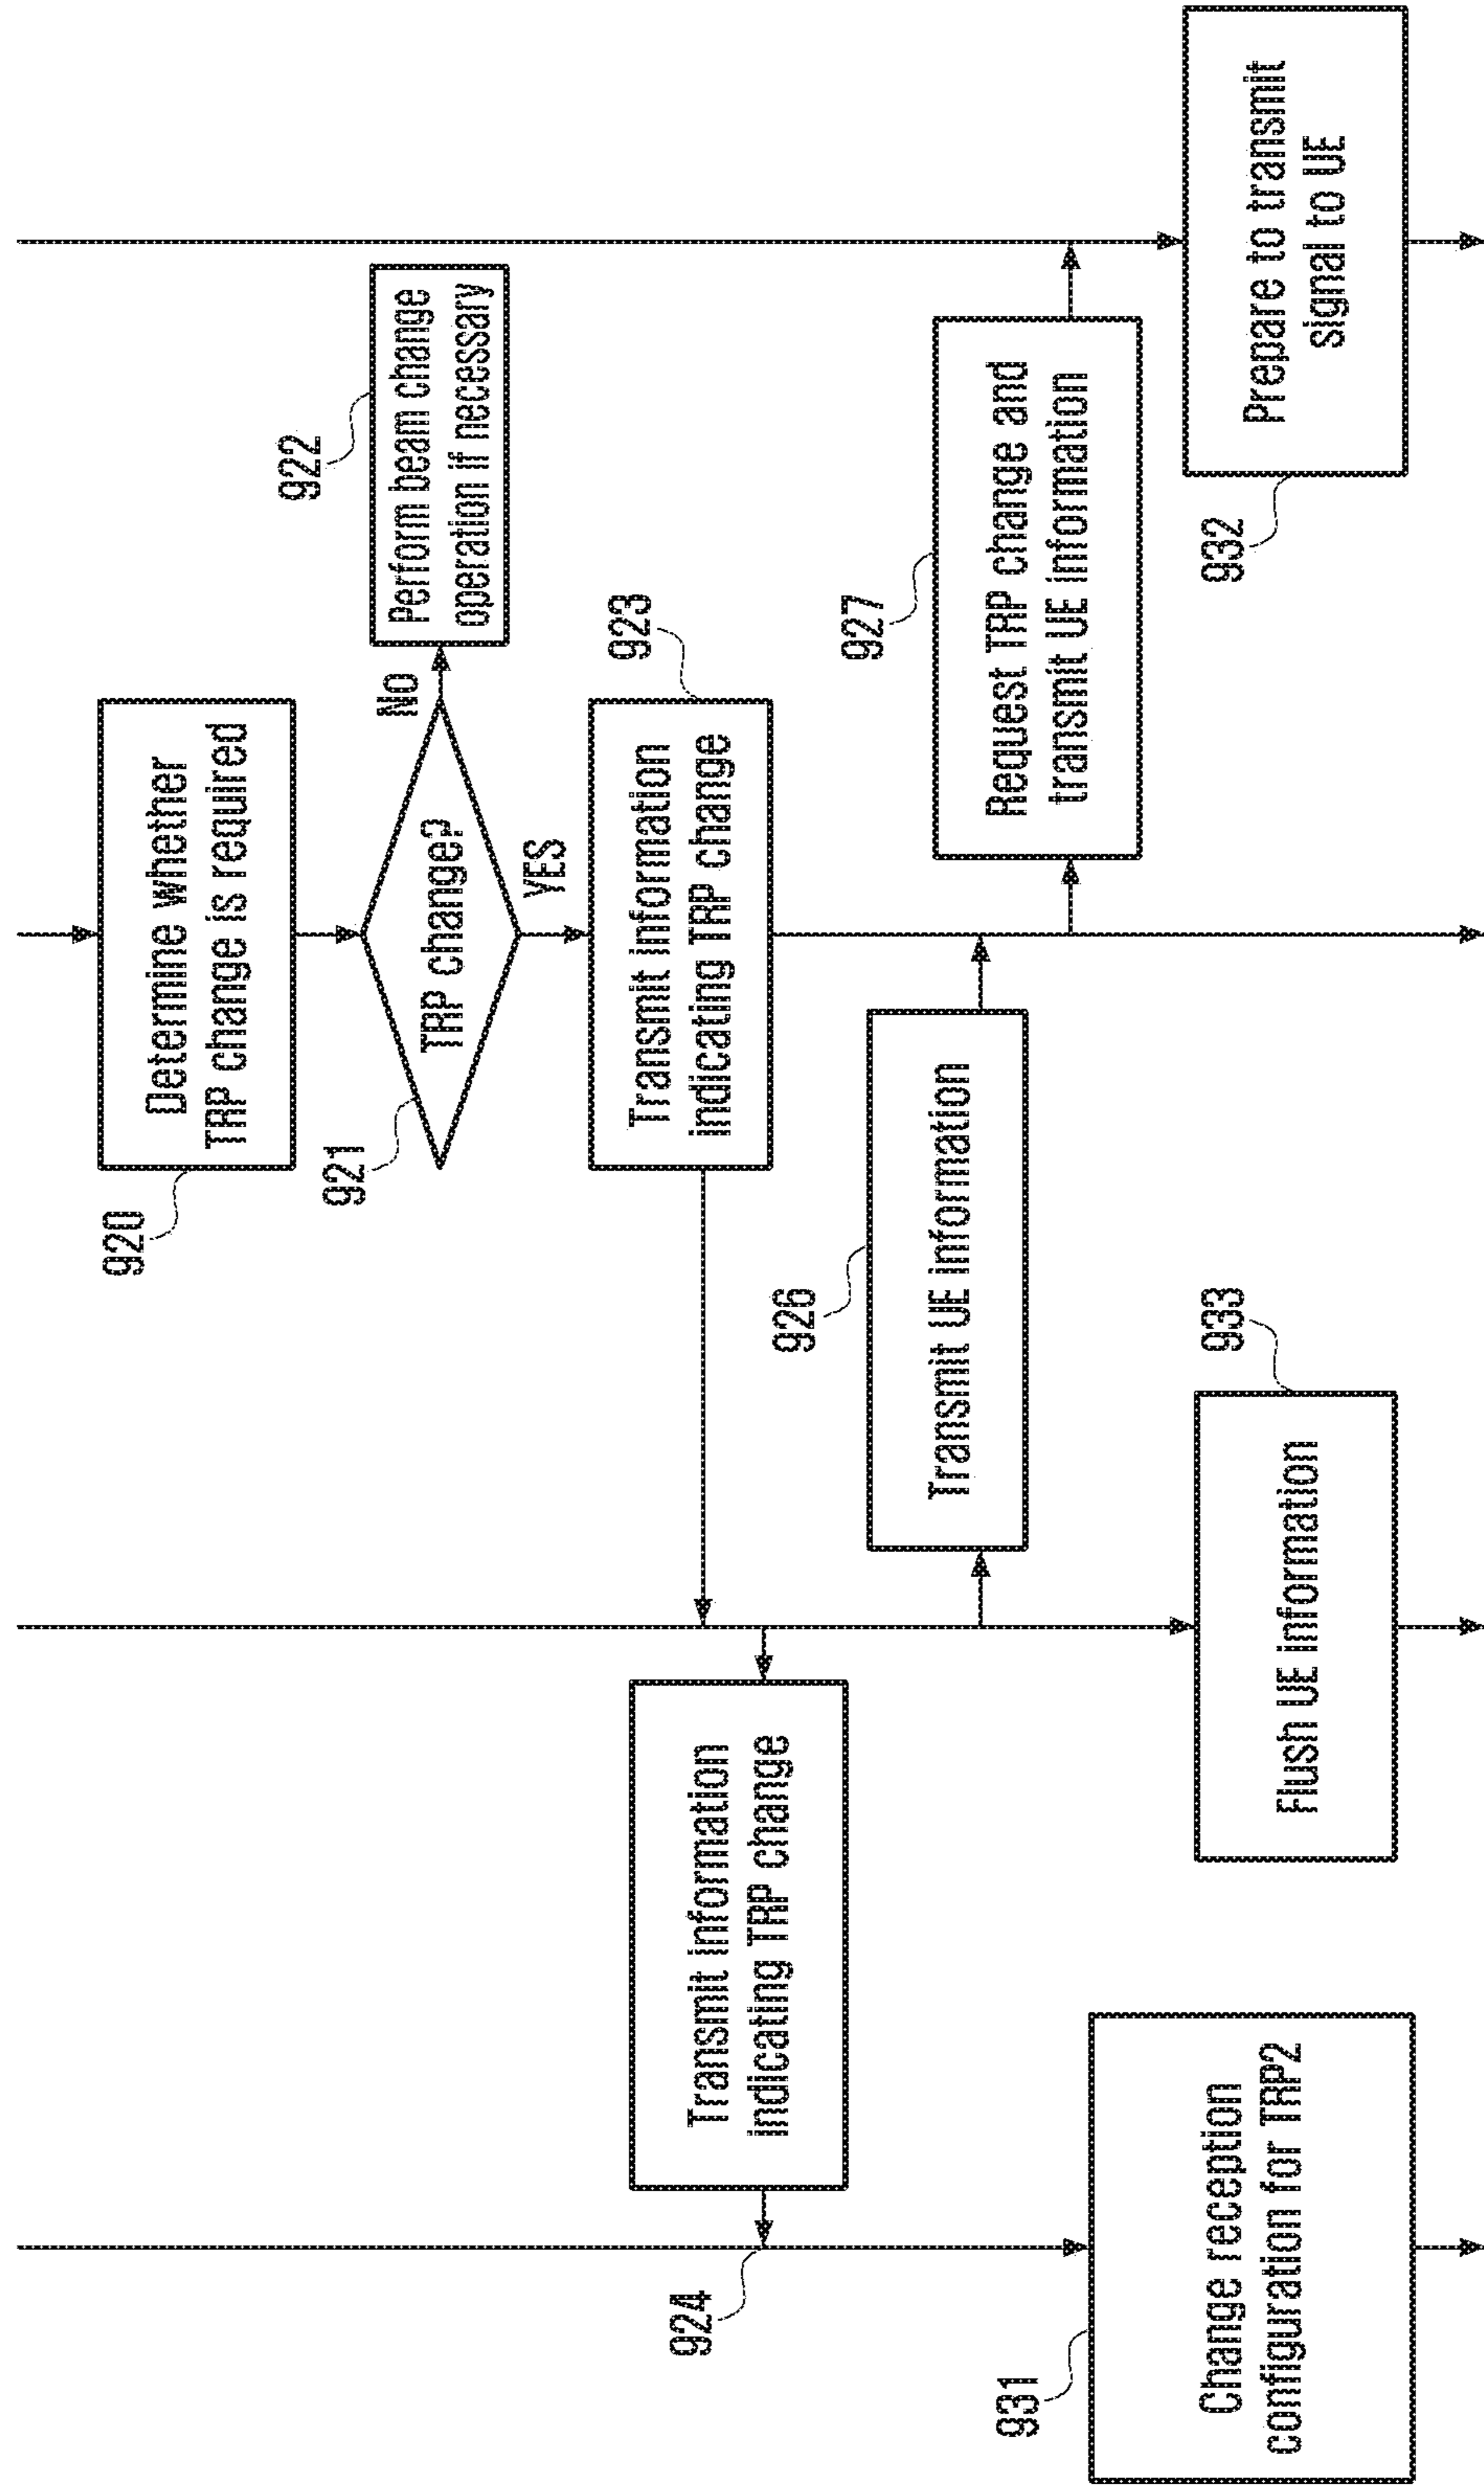 920
Determine whether
TRP change is required
921
TRP change?
No
YES
922
Perform beam change
operation if necessary
923
Transmit information
indicating TRP change
924
Transmit information
indicating TRP change
926
Transmit UE information
927
Request TRP change and
transmit UE information
931
Change reception
configuration for TRP2
933
Flush UE information
932
Prepare to transmit
signal to UE